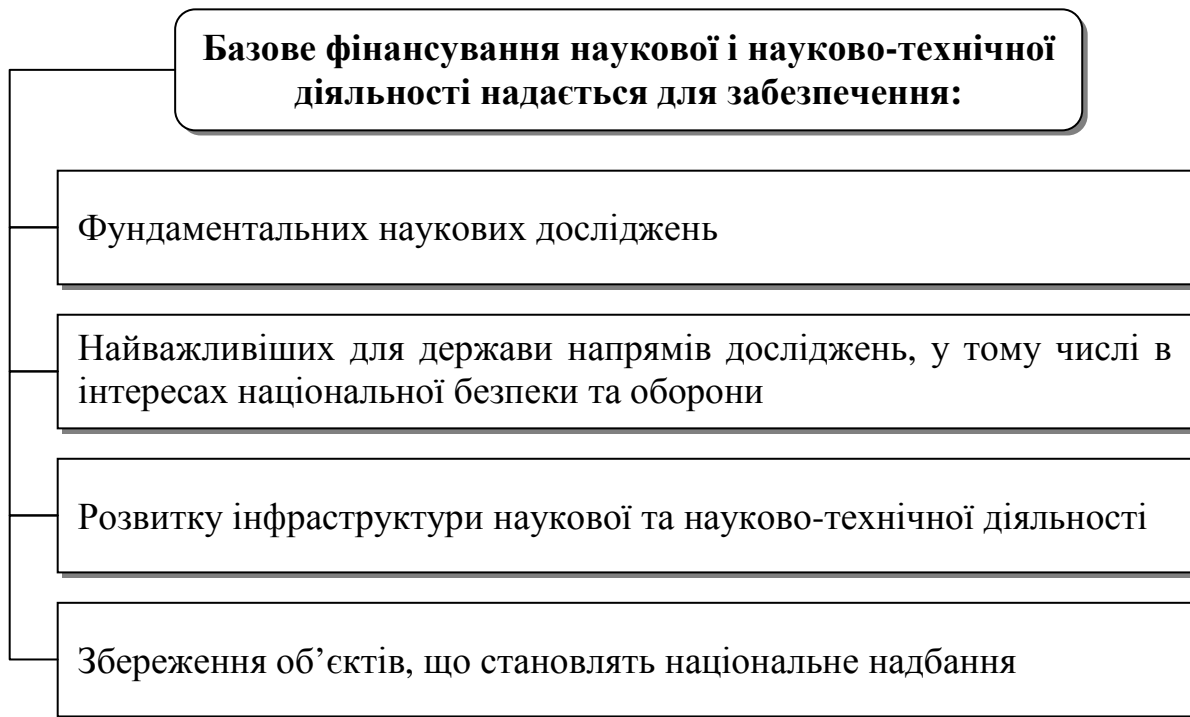 Базове фінансування наукової і науково-технічної
діяльності надається для забезпечення:
Фундаментальних наукових досліджень
Найважливіших для держави напрямів досліджень, у тому числі в
інтересах національної безпеки та оборони
Розвитку інфраструктури наукової та науково-технічної діяльності
Збереження об’єктів, що становлять національне надбання